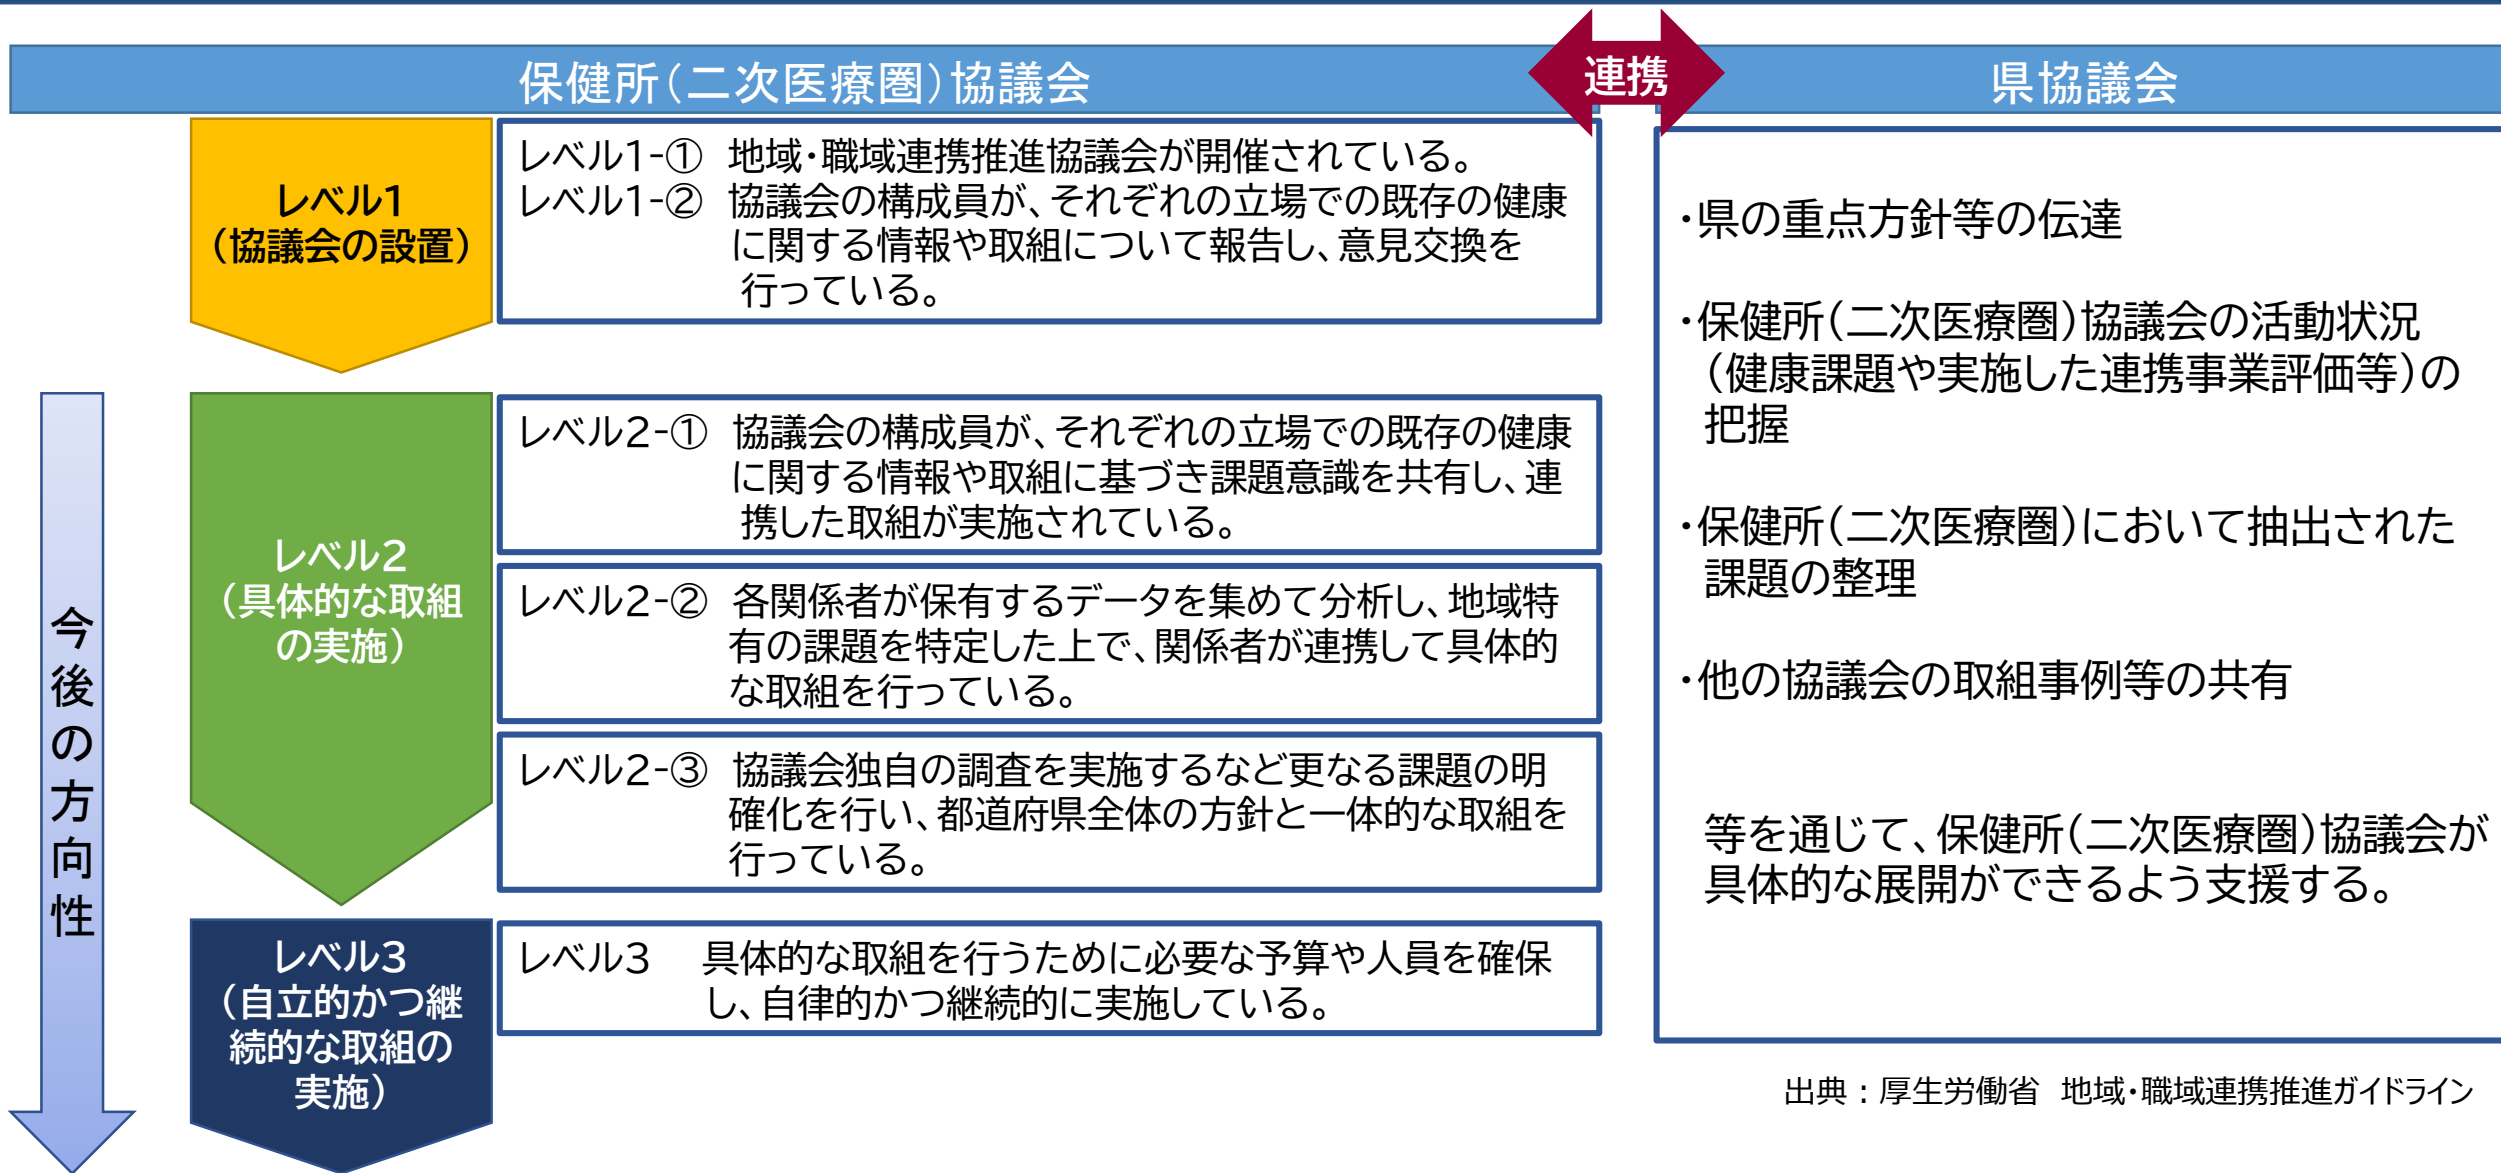 保健所(二次医療圏)協議会
連携
県協議会
レベル1
(協議会の設置)
レベル1-① 地域・職域連携推進協議会が開催されている。
レベル1-② 協議会の構成員が、それぞれの立場での既存の健康
に関する情報や取組について報告し、意見交換を
行っている。
今後の方向性
レベル2
(具体的な取組
の実施)
レベル2-① 協議会の構成員が、それぞれの立場での既存の健康
に関する情報や取組に基づき課題意識を共有し、連
携した取組が実施されている。
レベル2-② 各関係者が保有するデータを集めて分析し、地域特
有の課題を特定した上で、関係者が連携して具体的
な取組を行っている。
レベル2-③ 協議会独自の調査を実施するなど更なる課題の明
確化を行い、都道府県全体の方針と一体的な取組を
行っている。
レベル3
(自立的かつ継
続的な取組の
実施)
レベル3 具体的な取組を行うために必要な予算や人員を確保
し、自律的かつ継続的に実施している。
・県の重点方針等の伝達
・保健所(二次医療圏)協議会の活動状況
(健康課題や実施した連携事業評価等)の
把握
・保健所(二次医療圏)において抽出された
課題の整理
・他の協議会の取組事例等の共有
等を通じて、保健所(二次医療圏)協議会が
具体的な展開ができるよう支援する。
出典:厚生労働省 地域・職域連携推進ガイドライン